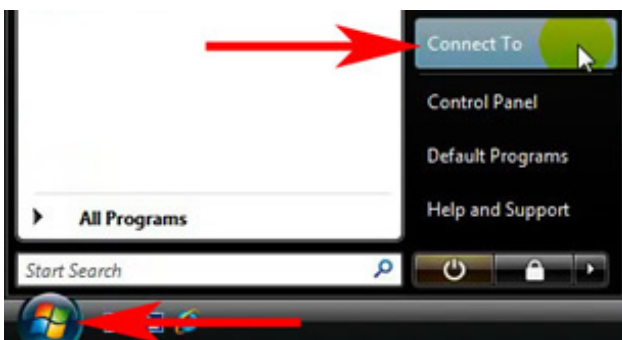 Connect To
Control Panel
Default Programs
Help and Support
All Programs
Start Search